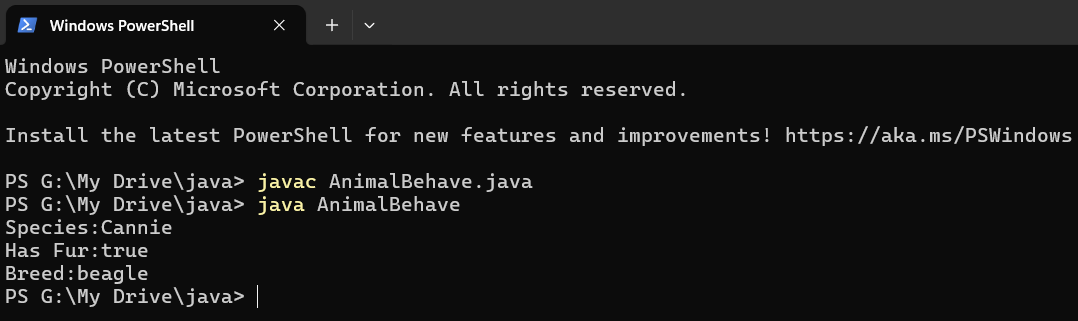 Windows PowerShell
Windows PowerShell
Copyright (C) Microsoft Corporation. All rights reserved.
Install the latest PowerShell for new features and improvements! https://aka.ms/PSWindows
PS G:\My Drive\java> javac AnimalBehave.java
PS G:\My Drive\java> java AnimalBehave
Species:Cannie
Has Fur:true
Breed:beagle
PS G:\My Drive\java>